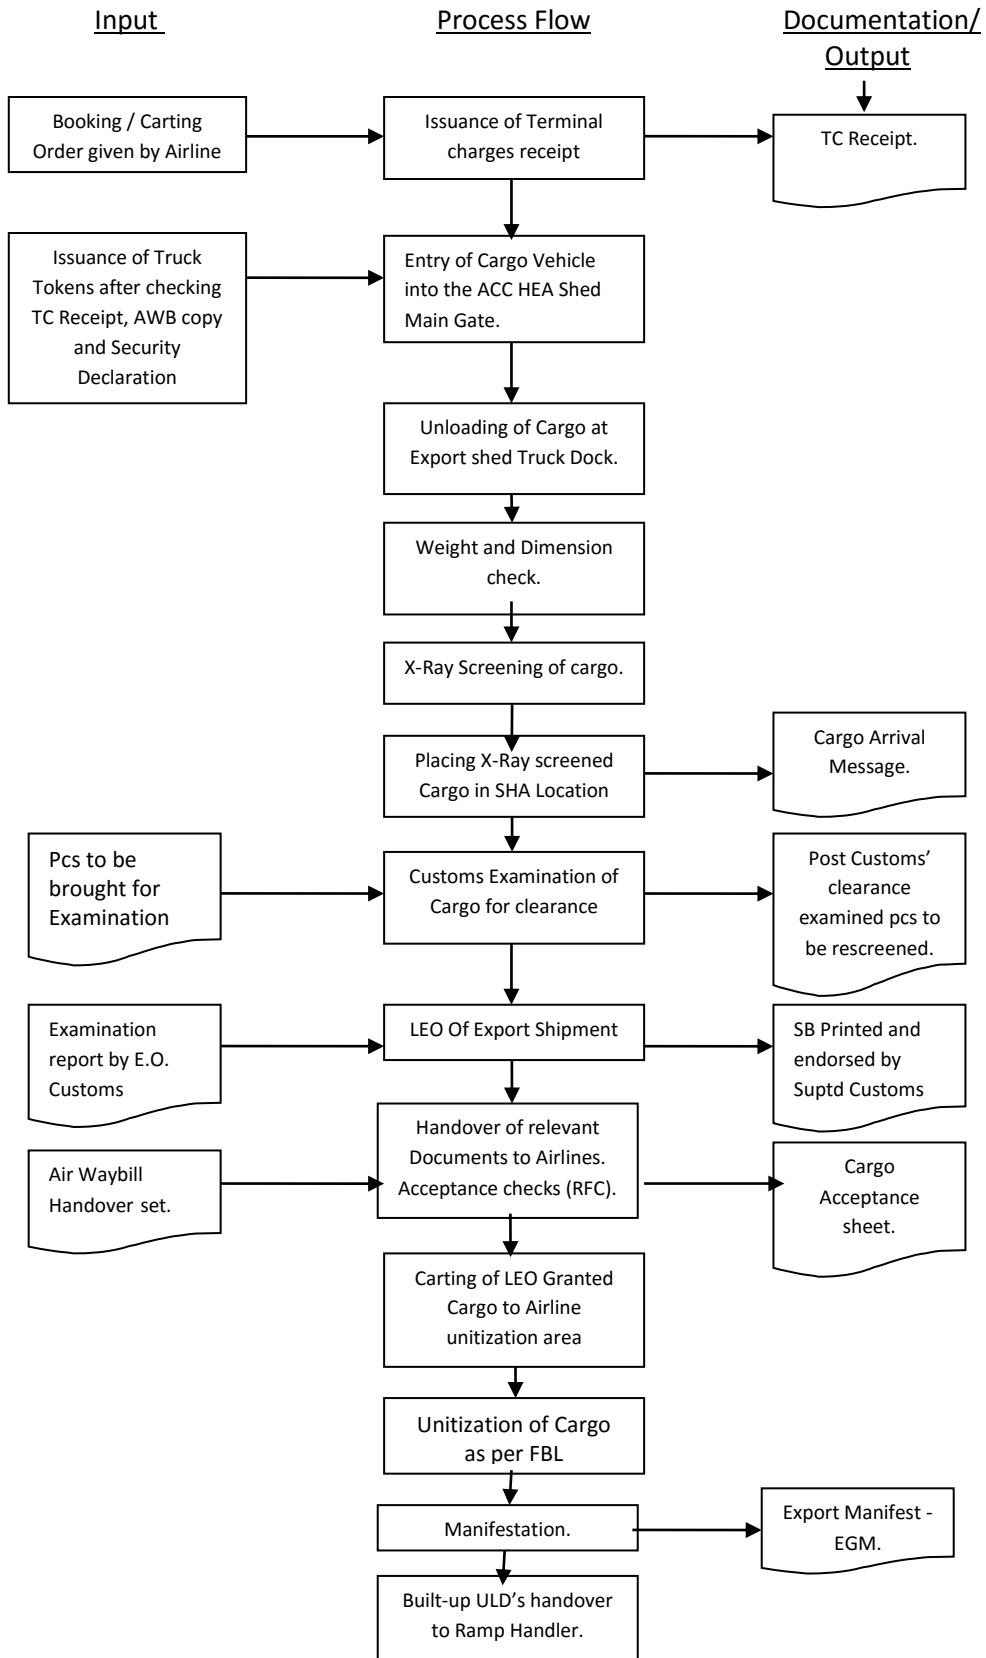 Input
Process Flow
Documentation/
Output
Booking / Carting
Order given by Airline
Issuance of Terminal
charges receipt
TC Receipt.
Issuance of Truck
Tokens after checking
TC Receipt, AWB copy
and Security
Declaration
Entry of Cargo Vehicle
into the ACC HEA Shed
Main Gate.
Unloading of Cargo at
Export shed Truck Dock.
Weight and Dimension
check.
X-Ray Screening of cargo.
Placing X-Ray screened
Cargo in SHA Location
Cargo Arrival
Message.
Pcs to be
brought for
Examination
Customs Examination of
Cargo for clearance
Post Customs’
clearance
examined pcs to
be rescreened.
Examination
report by E.O.
Customs
LEO Of Export Shipment
SB Printed and
endorsed by
Suptd Customs
Air Waybill
Handover set.
Handover of relevant
Documents to Airlines.
Acceptance checks (RFC).
Cargo
Acceptance
sheet.
Carting of LEO Granted
Cargo to Airline
unitization area
Unitization of Cargo
as per FBL
Manifestation.
Export Manifest -
EGM.
Built-up ULD’s handover
to Ramp Handler.